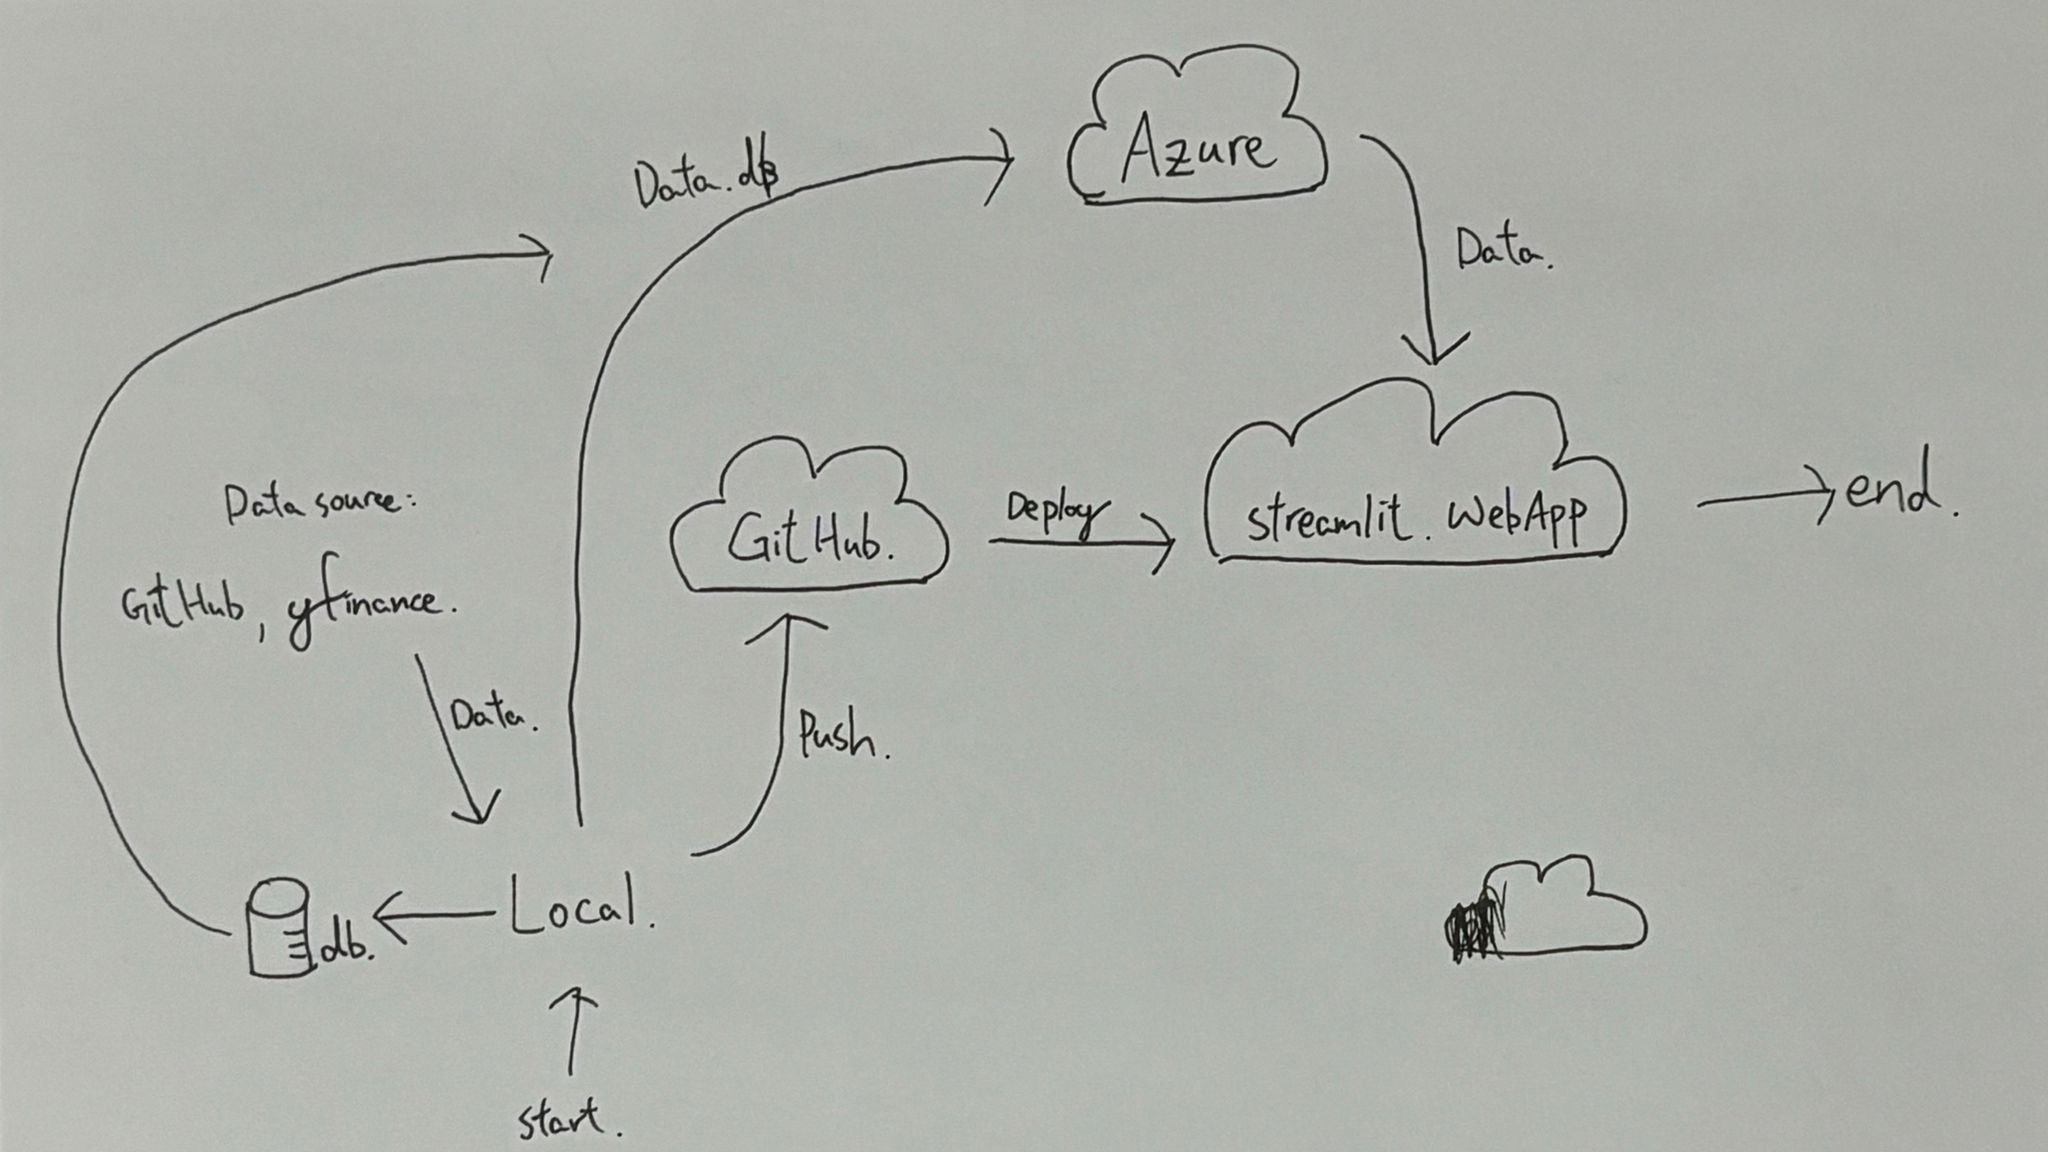 Azure
Data.db
Data.
Data source:
GitHub, yfinance.
GitHub.
Deploy
streamlit. WebApp
end.
Data.
Push.
db.
Local.
start.